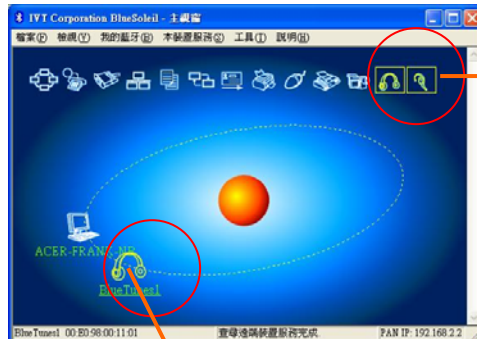 IVT Corporation BlueSoleil - 主視窗
檔案(F) 檢視(V) 我的藍牙(B) 本裝置服務(S) 工具(T) 說明(H)
ACER-FRANK-NB
BlueTunes1
BlueTunes1 00:E0:98:00:11:01 查尋遠端裝置服務完成 PAN IP: 192.168.2.2